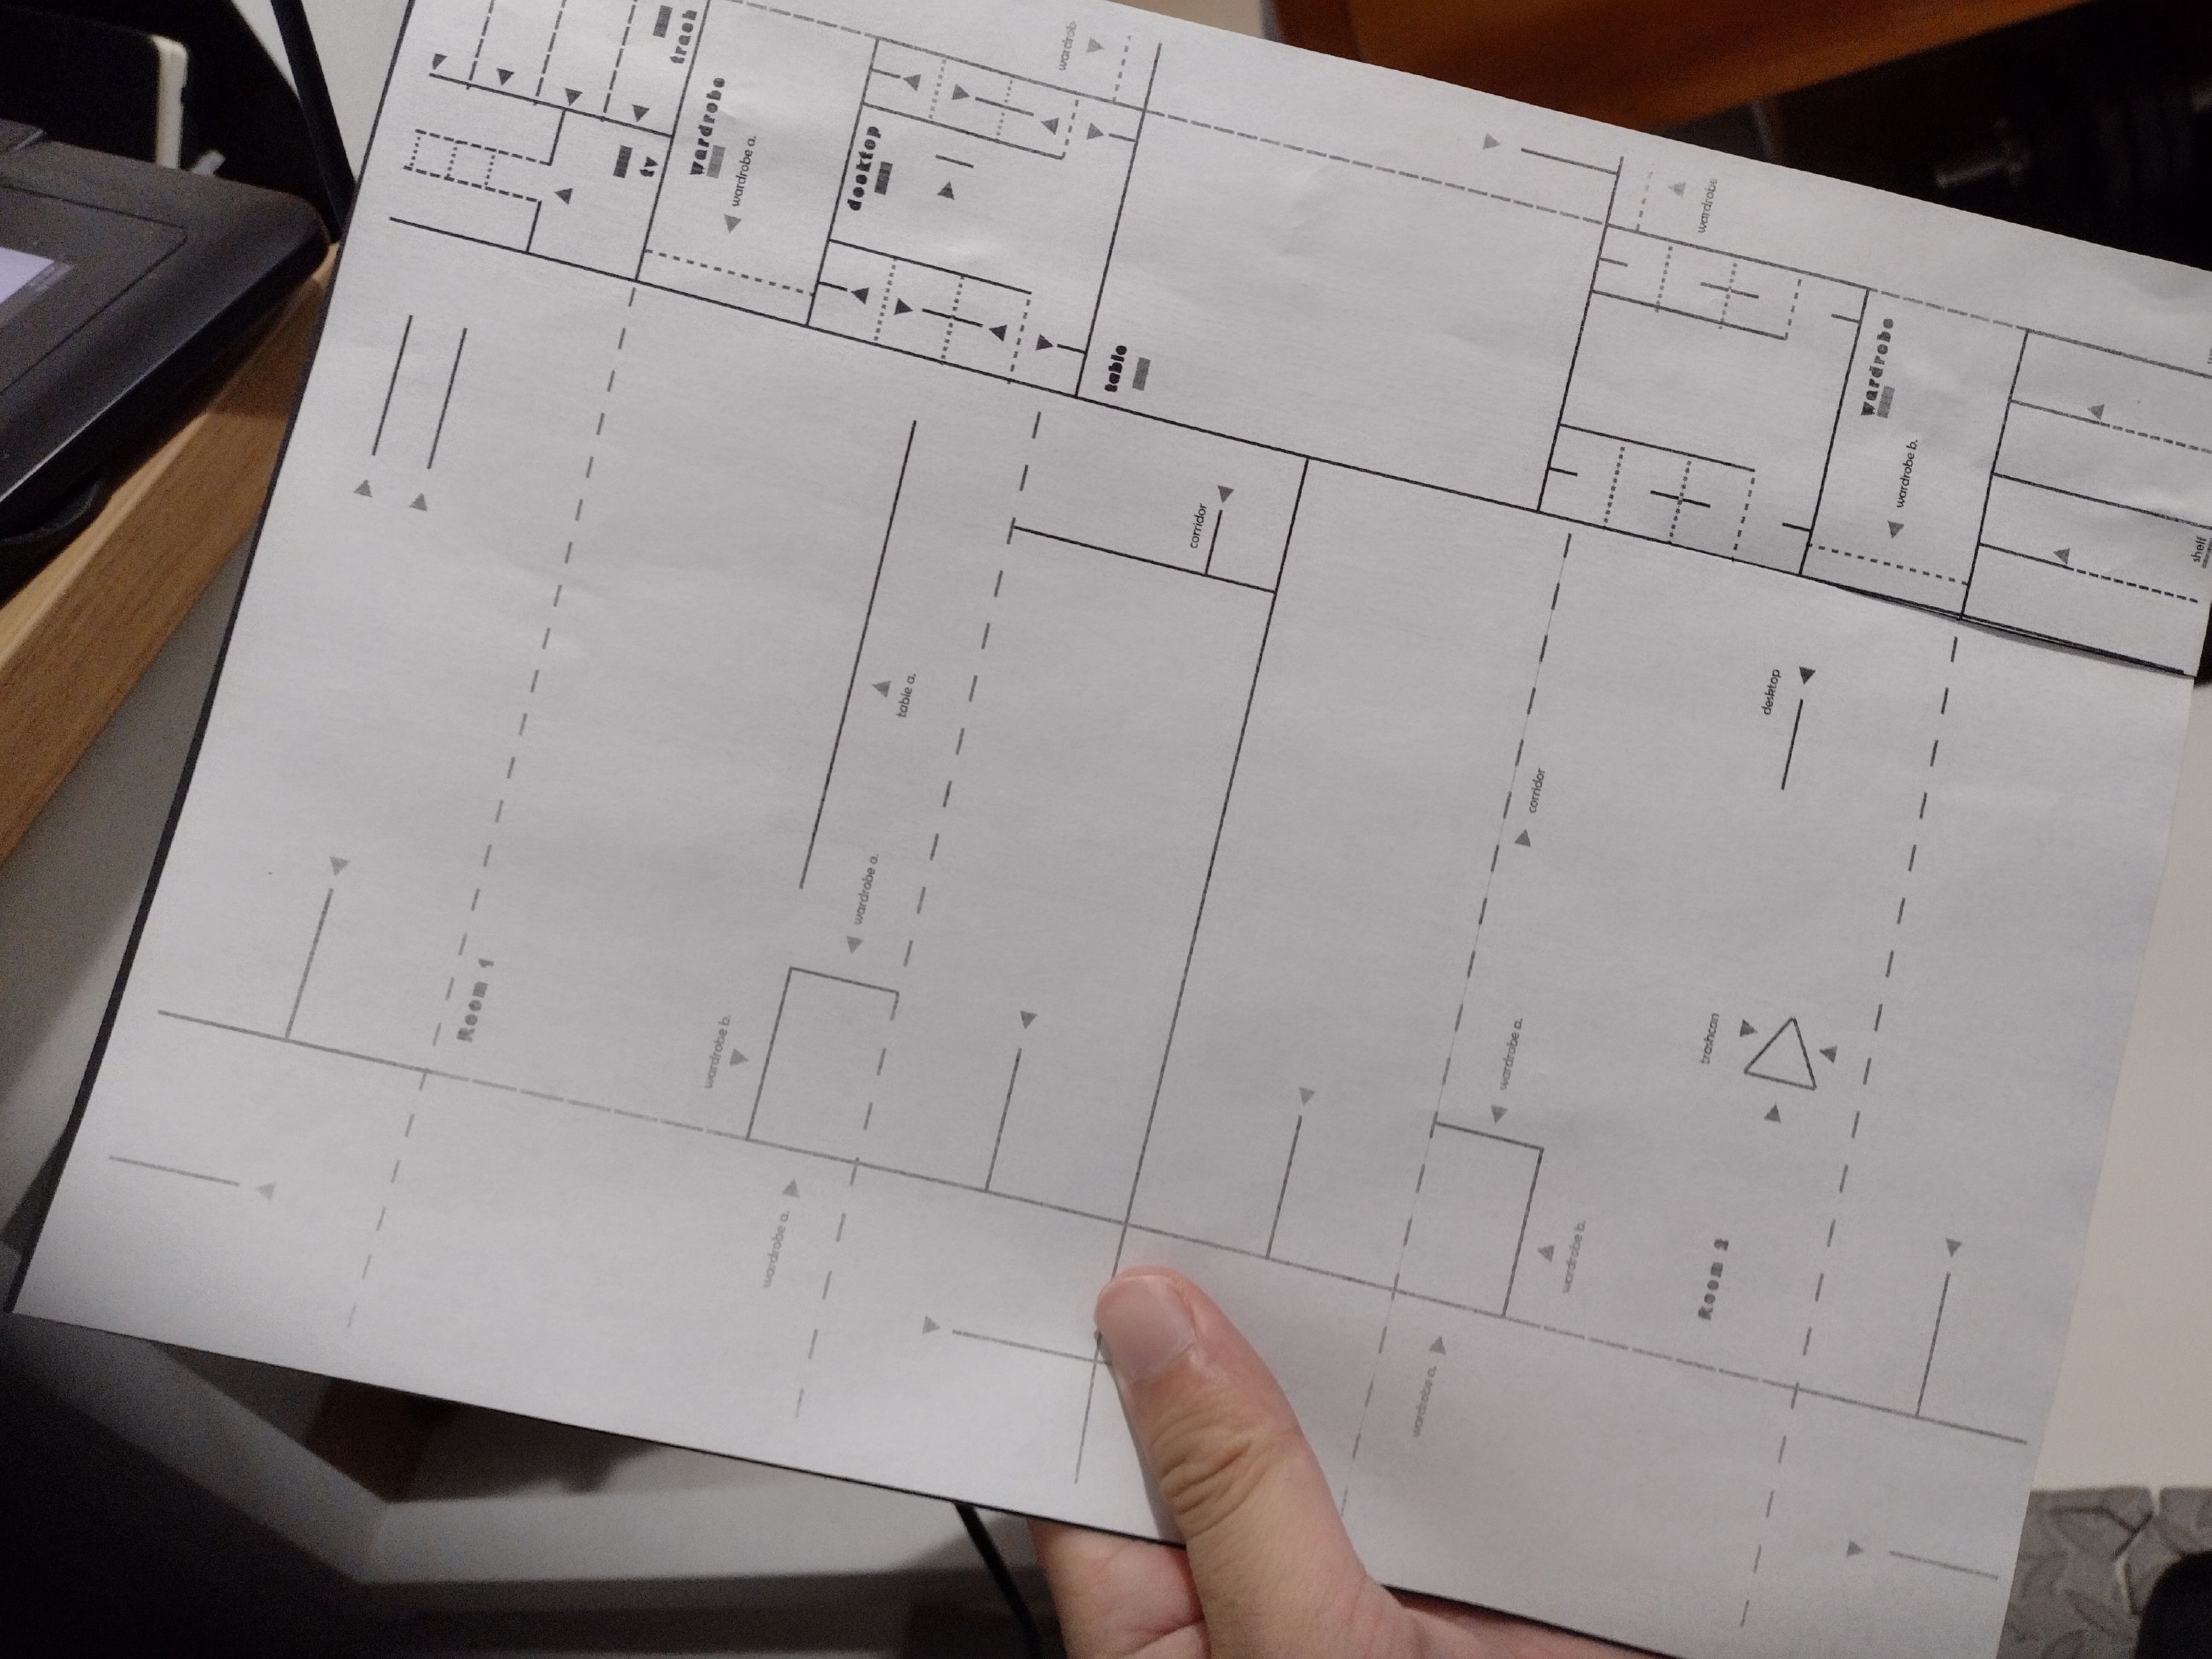 trash
tv
wardrobe
wardrobe a.
desktop
wardrob
table
wardrobe
wardrobe
wardrobe b.
shelf
corridor
table a.
wardrobe a.
wardrobe b.
Room 1
wardrobe a.
desktop
corridor
trashcan
wardrobe a.
wardrobe b.
Room 2
wardrobe a.